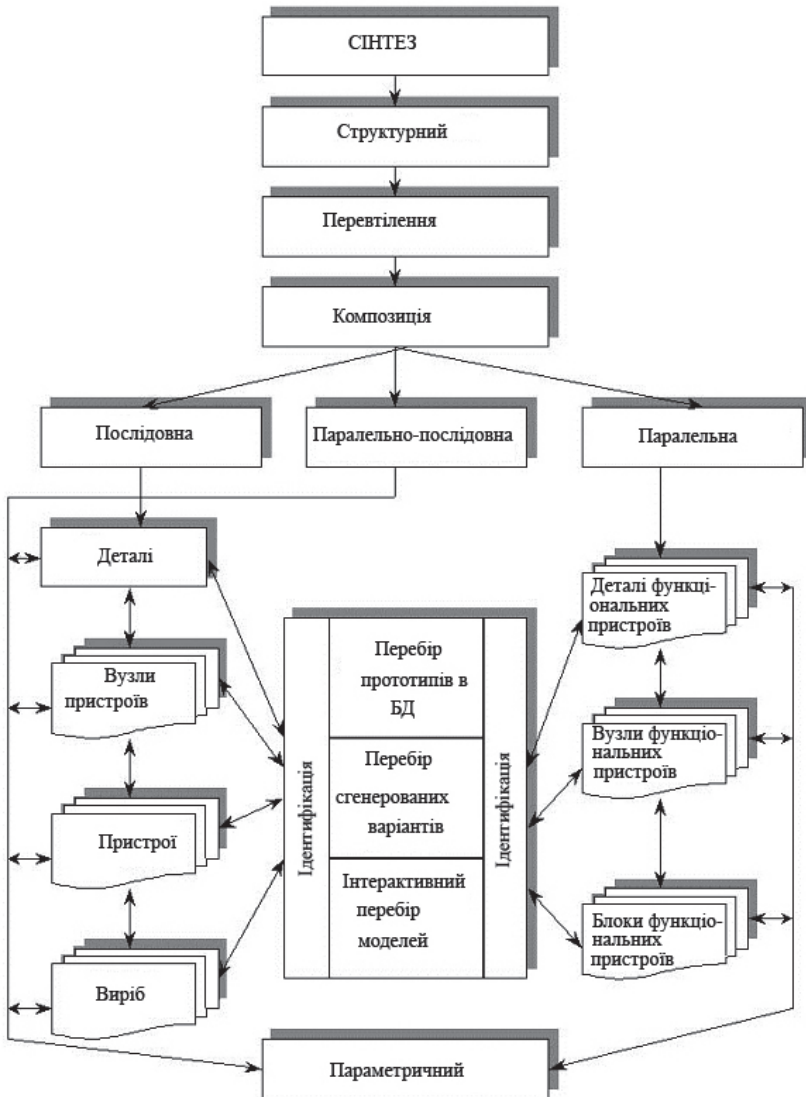 СІНТЕЗ
Структурний
Перевтілення
Композиція
Послідовна
Паралельно-послідовна
Паралельна
Деталі
Вузли
пристроїв
Пристрої
Виріб
Ідентифікація
Перебір
прототипів в
БД
Перебір
сгенерованих
варіантів
Інтерактивний
перебір
моделей
Ідентифікація
Деталі функці-
ональних
пристроїв
Вузли функціо-
нальних
пристроїв
Блоки функціо-
нальних
пристроїв
Параметричний